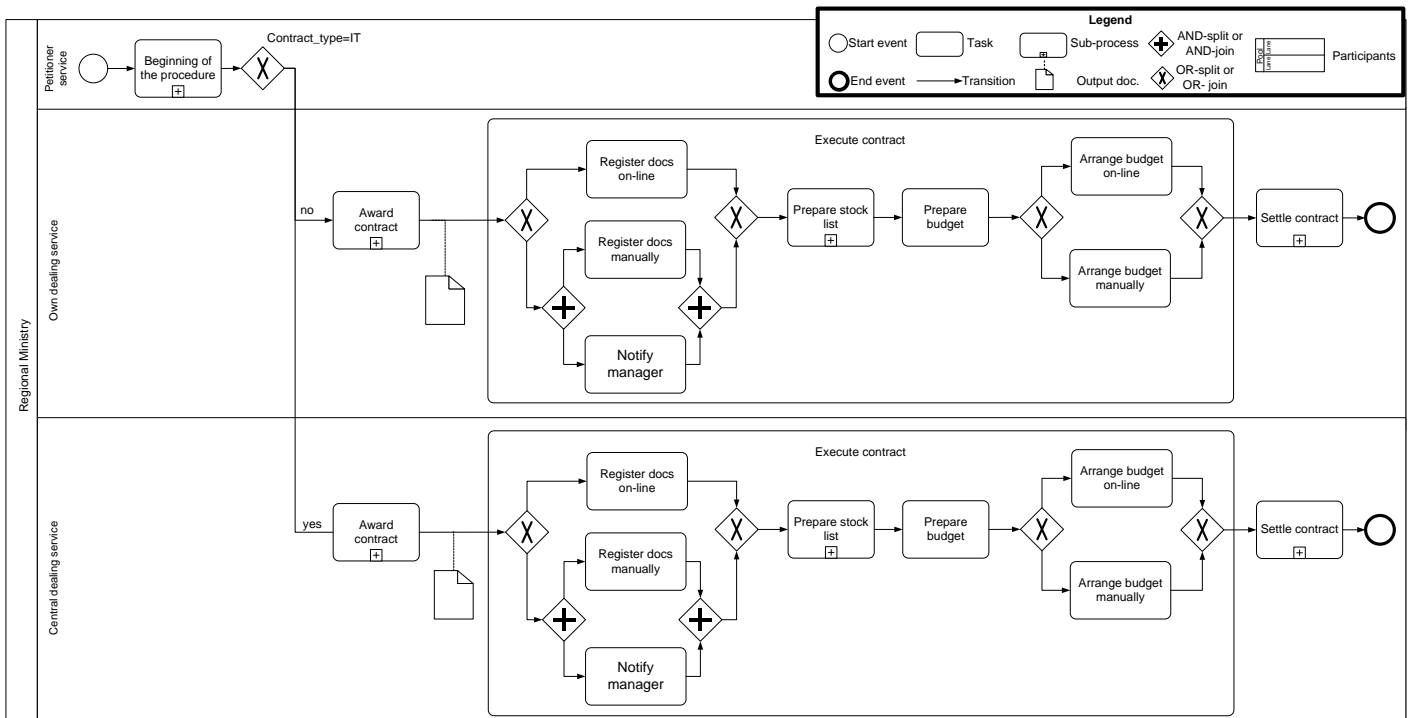 Legend
Start event
Task
Sub-process
AND-split or
AND-join
Pool
Lane
Lane
Participants
End event
Transition
Output doc.
OR-split or
OR- join
Regional Ministry
Petitioner
service
Beginning of
the procedure
Contract_type=IT
Own dealing service
no
Award
contract
Execute contract
Register docs
on-line
Register docs
manually
Notify
manager
Prepare stock
list
Prepare
budget
Arrange budget
on-line
Arrange budget
manually
Settle contract
Central dealing service
yes
Award
contract
Execute contract
Register docs
on-line
Register docs
manually
Notify
manager
Prepare stock
list
Prepare
budget
Arrange budget
on-line
Arrange budget
manually
Settle contract